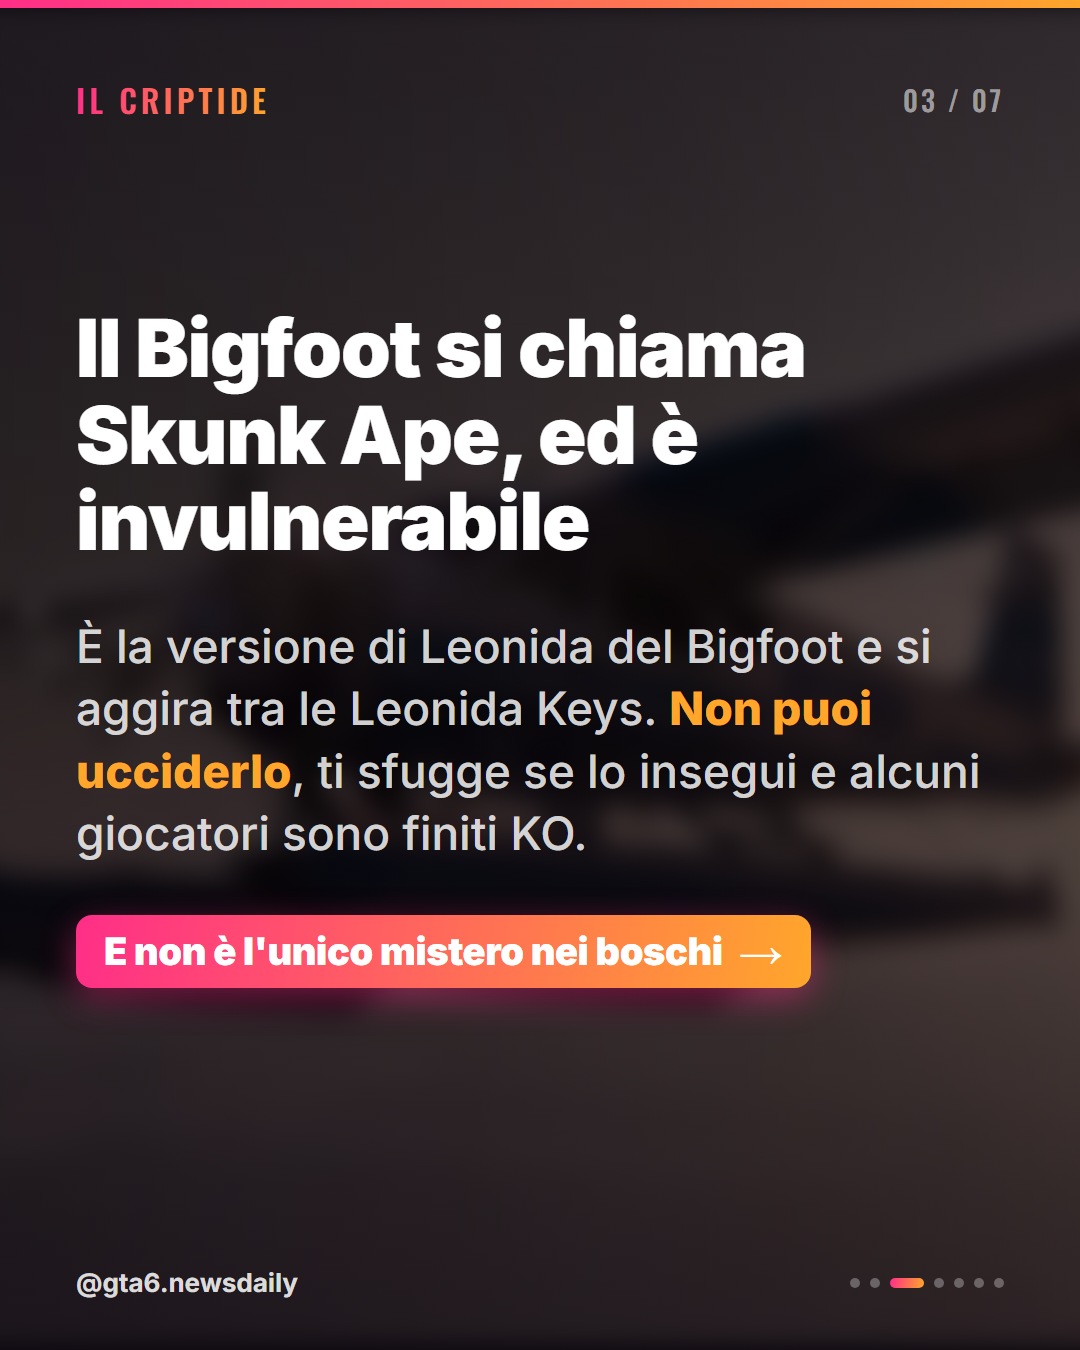 IL CRIPTIDE
03 / 07
Il Bigfoot si chiama
Skunk Ape, ed è
invulnerabile
È la versione di Leonida del Bigfoot e si
aggira tra le Leonida Keys. Non puoi
ucciderlo, ti sfugge se lo insegui e alcuni
giocatori sono finiti KO.
E non è l'unico mistero nei boschi →
@gta6.newsdaily